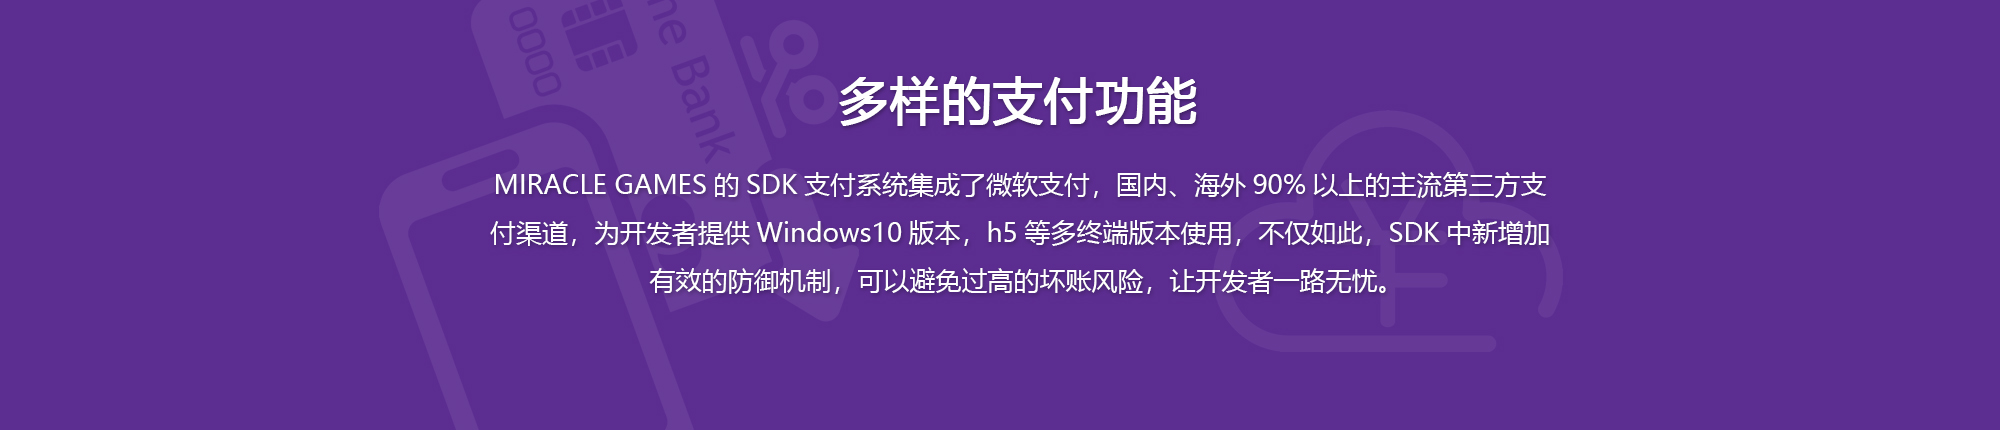 ne Bank
多样的支付功能
MIRACLE GAMES 的 SDK 支付系统集成了微软支付，国内、海外 90% 以上的主流第三方支
付渠道，为开发者提供 Windows10 版本，h5 等多终端版本使用，不仅如此，SDK 中新增加
有效的防御机制，可以避免过高的坏账风险，让开发者一路无忧。